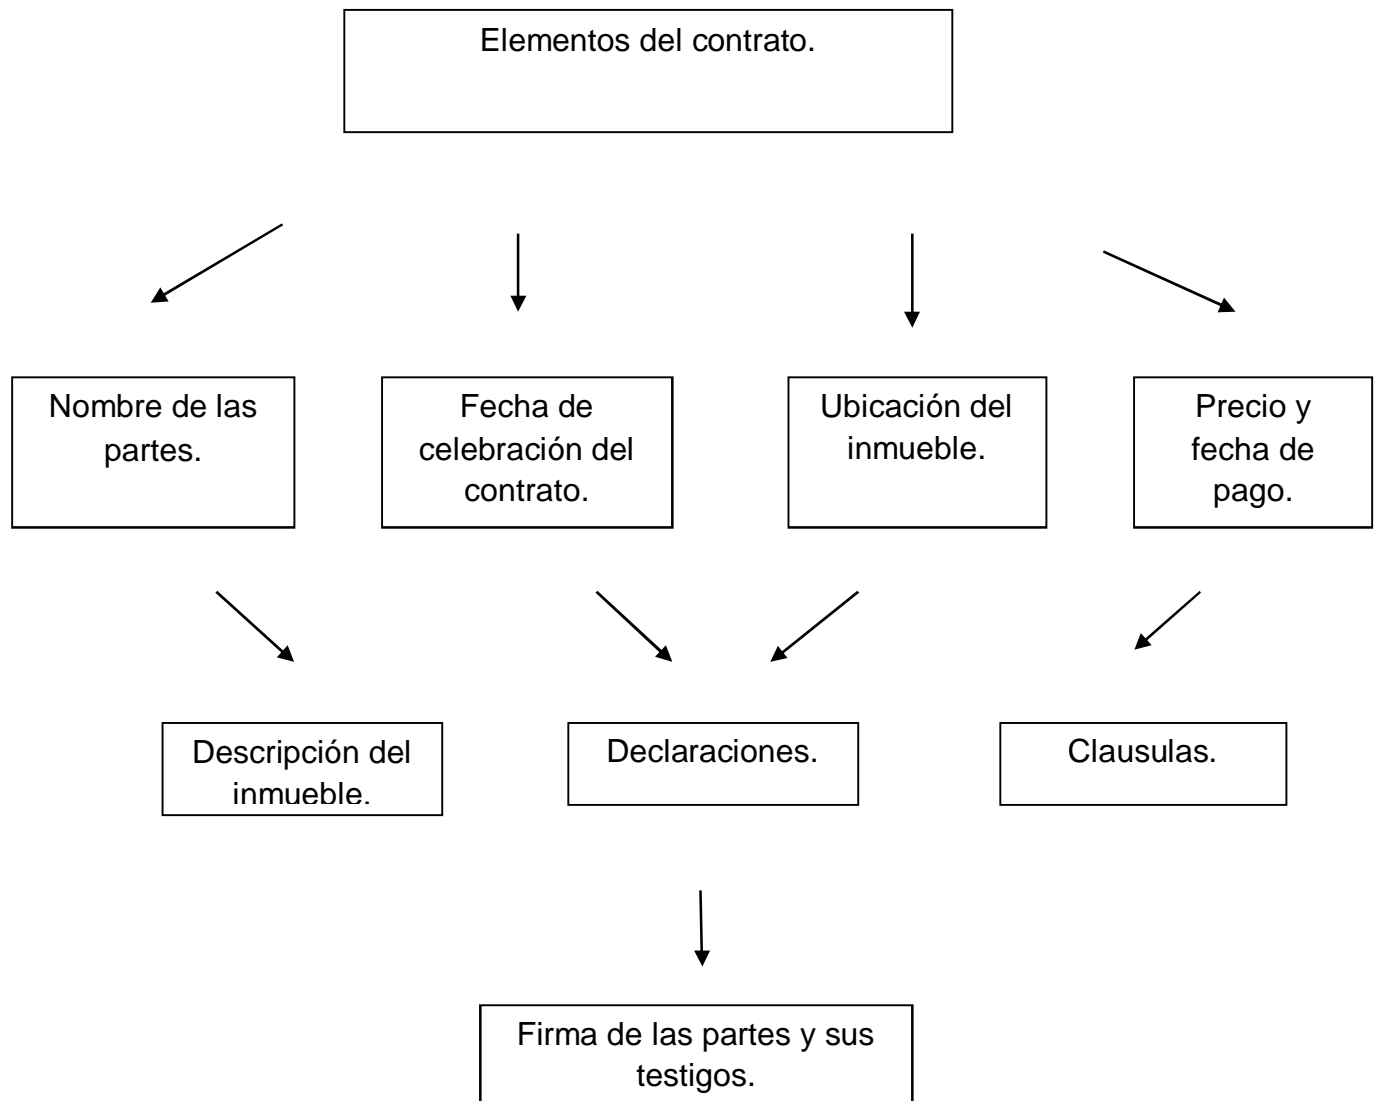 Elementos del contrato.
Nombre de las
partes.
Fecha de
celebración del
contrato.
Ubicación del
inmueble.
Precio y
fecha de
pago.
Descripción del
inmueble.
Declaraciones.
Clausulas.
Firma de las partes y sus
testigos.